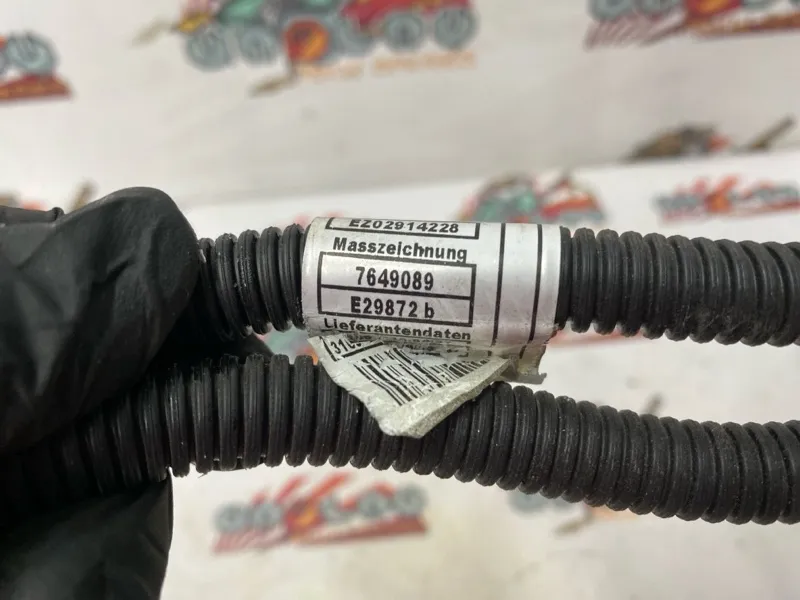 EZ02914228
Masszeichnung
7649089
E29872 b
Lieferantendaten